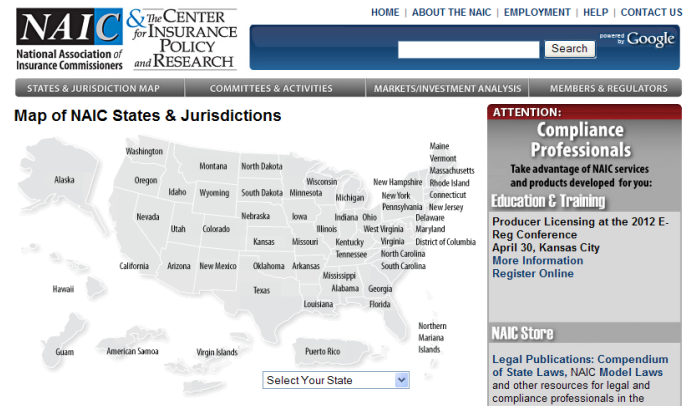 NAIC
National Association of
Insurance Commissioners
& The CENTER
for INSURANCE
POLICY
and RESEARCH
HOME | ABOUT THE NAIC | EMPLOYMENT | HELP | CONTACT US
Search
powered by Google
STATES & JURISDICTION MAP
COMMITTEES & ACTIVITIES
MARKETS/INVESTMENT ANALYSIS
MEMBERS & REGULATORS
Map of NAIC States & Jurisdictions
Maine
Vermont
Massachusetts
Rhode Island
Connecticut
New Jersey
Delaware
Maryland
District of Columbia
Washington
Montana
North Dakota
Alaska
Oregon
Idaho
Wyoming
South Dakota
Minnesota
Wisconsin
Michigan
New Hampshire
New York
Pennsylvania
Nevada
Utah
Colorado
Nebraska
Iowa
Illinois
Indiana
Ohio
West Virginia
Virginia
Kansas
Missouri
Kentucky
Tennessee
North Carolina
South Carolina
California
Arizona
New Mexico
Oklahoma
Arkansas
Mississippi
Alabama
Georgia
Texas
Louisiana
Florida
Hawaii
Guam
American Samoa
Virgin Islands
Puerto Rico
Northern
Mariana
Islands
Select Your State
ATTENTION:
Compliance
Professionals
Take advantage of NAIC services
and products developed for you:
Education & Training
Producer Licensing at the 2012 E-
Reg Conference
April 30, Kansas City
More Information
Register Online
NAIC Store
Legal Publications: Compendium
of State Laws, NAIC Model Laws
and other resources for legal and
compliance professionals in the